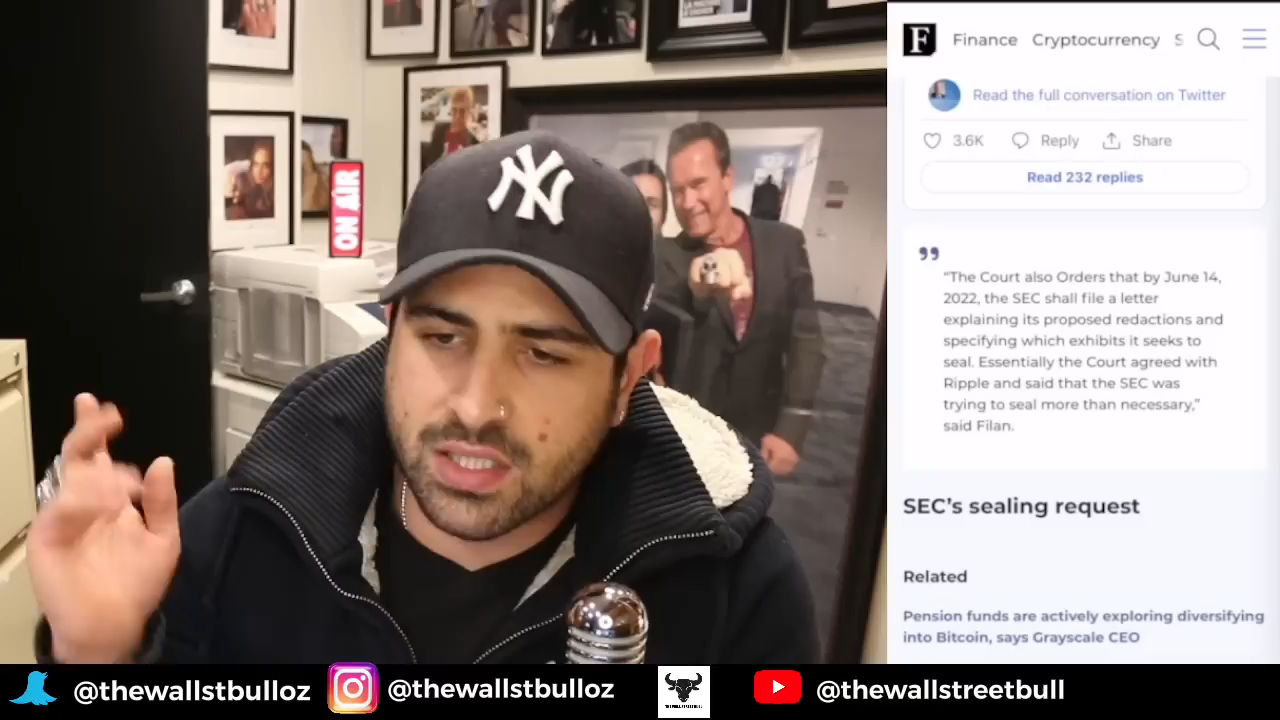 NY
ON AIR
F
Finance Cryptocurrency S
Read the full conversation on Twitter
3.6K Reply Share
Read 232 replies
”
“The Court also Orders that by June 14,
2022, the SEC shall file a letter
explaining its proposed redactions and
specifying which exhibits it seeks to
seal. Essentially the Court agreed with
Ripple and said that the SEC was
trying to seal more than necessary,”
said Filan.
SEC’s sealing request
Related
Pension funds are actively exploring diversifying
into Bitcoin, says Grayscale CEO
@thewallstbulloz @thewallstbulloz THE WALL STREET BULL @thewallstreetbull